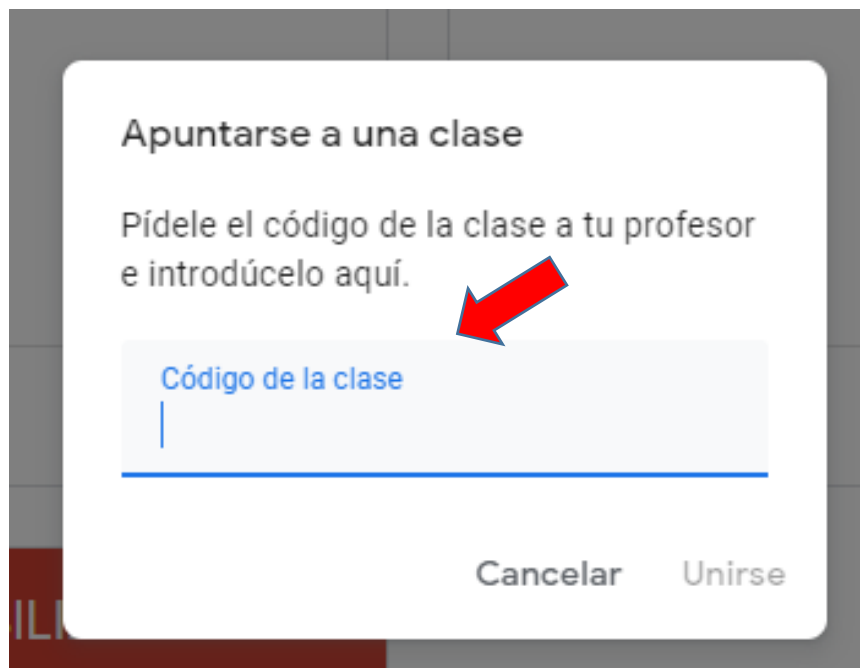 Apuntarse a una clase
Pídele el código de la clase a tu profesor
e introdúcelo aquí.
Código de la clase
Cancelar Unirse